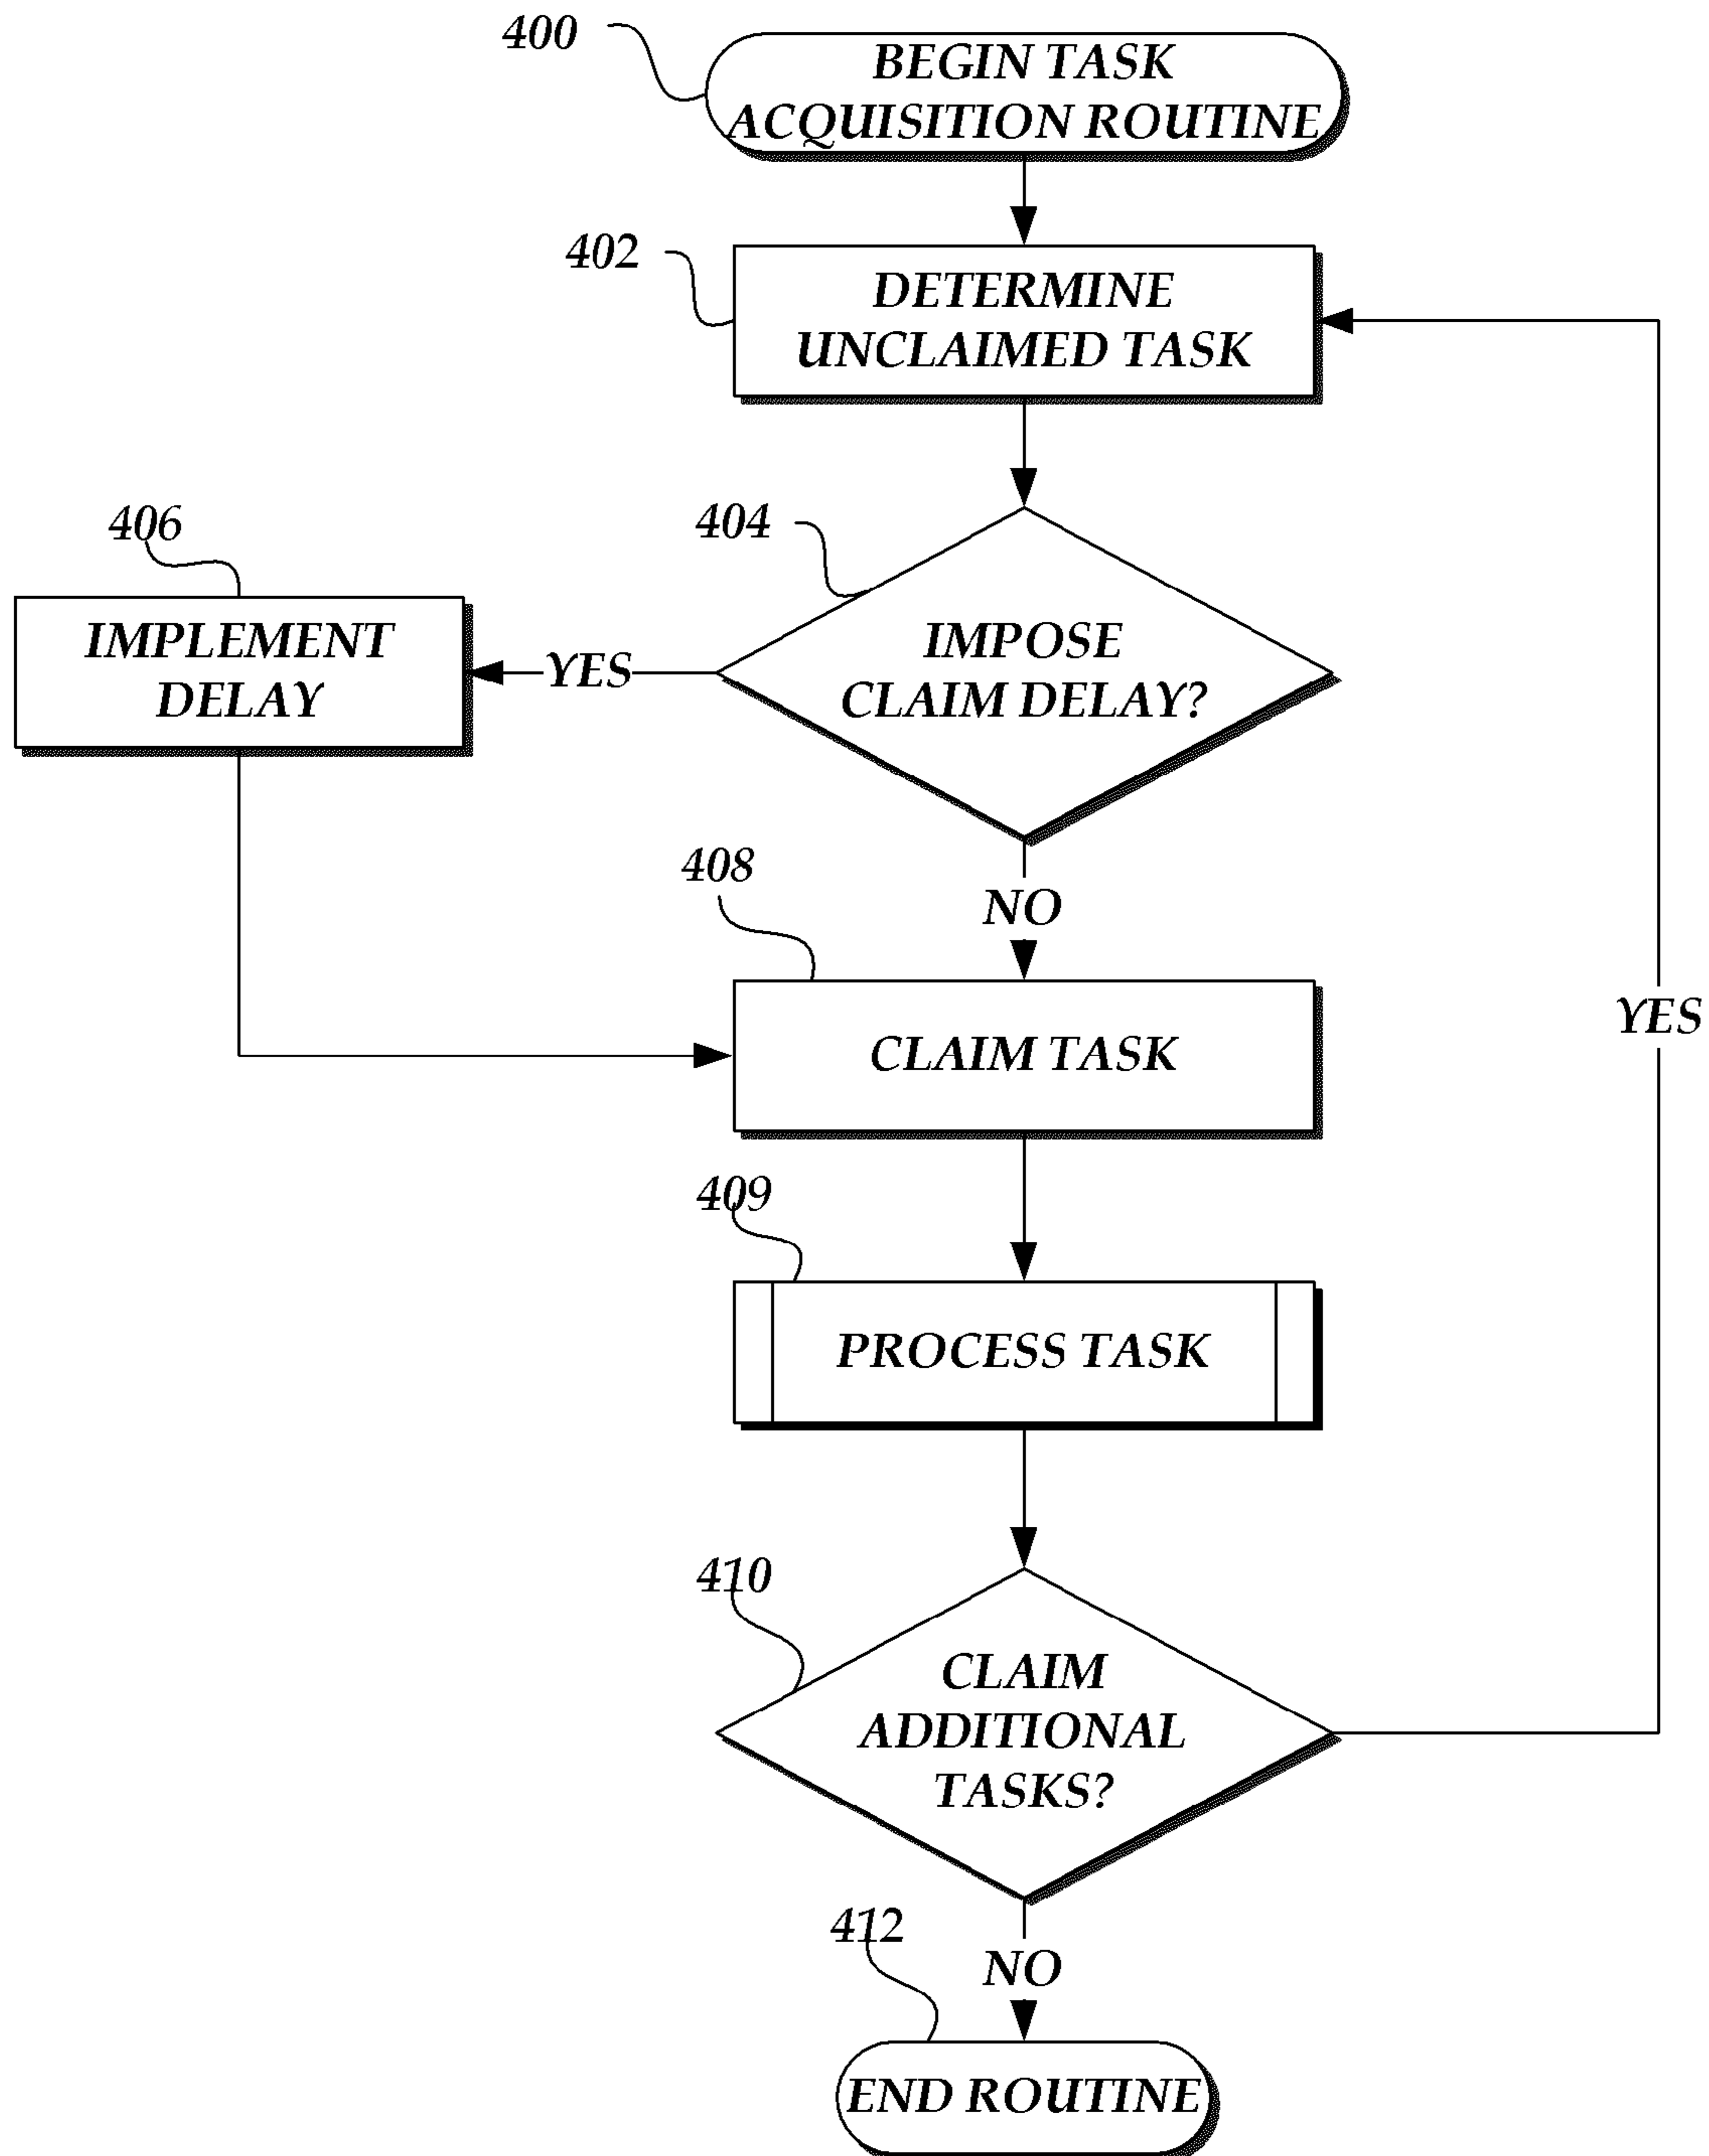 400
BEGIN TASK
ACQUISITION ROUTINE
402
DETERMINE
UNCLAIMED TASK
404
IMPOSE
CLAIM DELAY?
YES
406
IMPLEMENT
DELAY
NO
408
CLAIM TASK
409
PROCESS TASK
410
CLAIM
ADDITIONAL
TASKS?
YES
NO
412
END ROUTINE